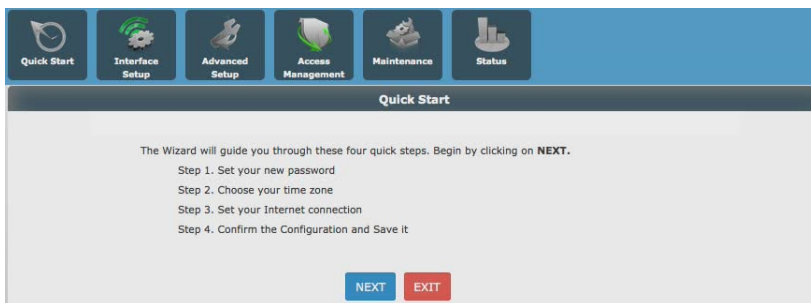 Quick Start
Interface
Setup
Advanced
Setup
Access
Management
Maintenance
Status
Quick Start
The Wizard will guide you through these four quick steps. Begin by clicking on NEXT.
Step 1. Set your new password
Step 2. Choose your time zone
Step 3. Set your Internet connection
Step 4. Confirm the Configuration and Save it
NEXT
EXIT